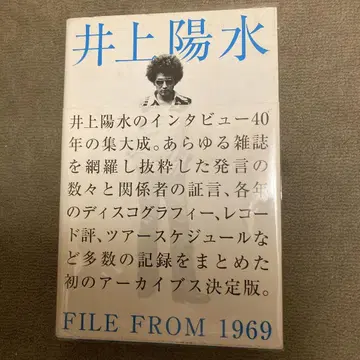 井上陽水
井上陽水のインタビュー40
年の集大成。あらゆる雑誌
を網羅し抜粋した発言の
数々と関係者の証言、各年
のディスコグラフィー、レコー
ド評、ツアースケジュールな
ど多数の記録をまとめた
初のアーカイブス決定版。
FILE FROM 1969